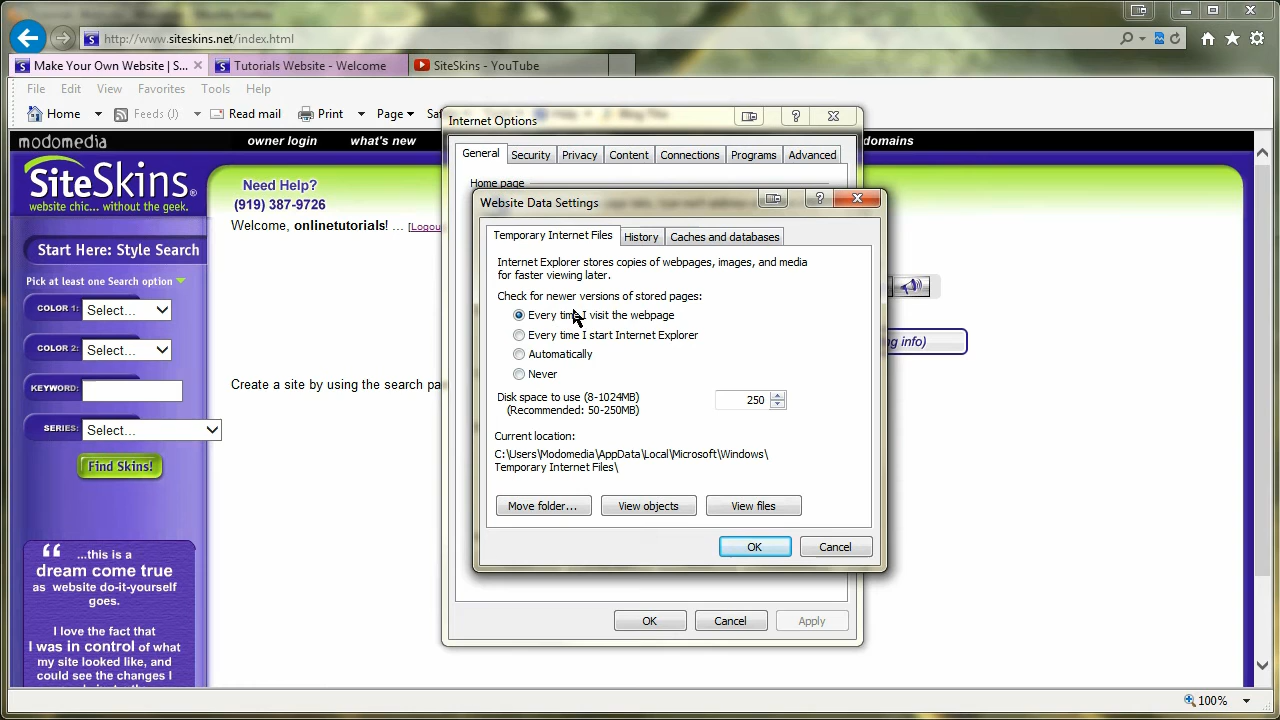 http://www.siteskins.net/index.html
Make Your Own Website | S...
Tutorials Website - Welcome
SiteSkins - YouTube
File Edit View Favorites Tools Help
Home Feeds (J) Read mail Print Page
modomedia
owner login what's new
domains
SiteSkins
website chic... without the geek.
Need Help?
(919) 387-9726
Welcome, onlinetutorials! ... [Logou
Start Here: Style Search
Pick at least one Search option
COLOR 1: Select...
COLOR 2: Select...
KEYWORD:
SERIES: Select...
Find Skins!
Create a site by using the search pa
ng info)
“ ...this is a
dream come true
as website do-it-yourself
goes.
I love the fact that
I was in control of what
my site looked like, and
could see the changes I
Internet Options
General Security Privacy Content Connections Programs Advanced
Home page
Website Data Settings
Temporary Internet Files History Caches and databases
Internet Explorer stores copies of webpages, images, and media
for faster viewing later.
Check for newer versions of stored pages:
Every time I visit the webpage
Every time I start Internet Explorer
Automatically
Never
Disk space to use (8-1024MB)
(Recommended: 50-250MB)
250
Current location:
C:\Users\Modomedia\AppData\Local\Microsoft\Windows\
Temporary Internet Files\
Move folder... View objects View files
OK Cancel
OK Cancel Apply
100%